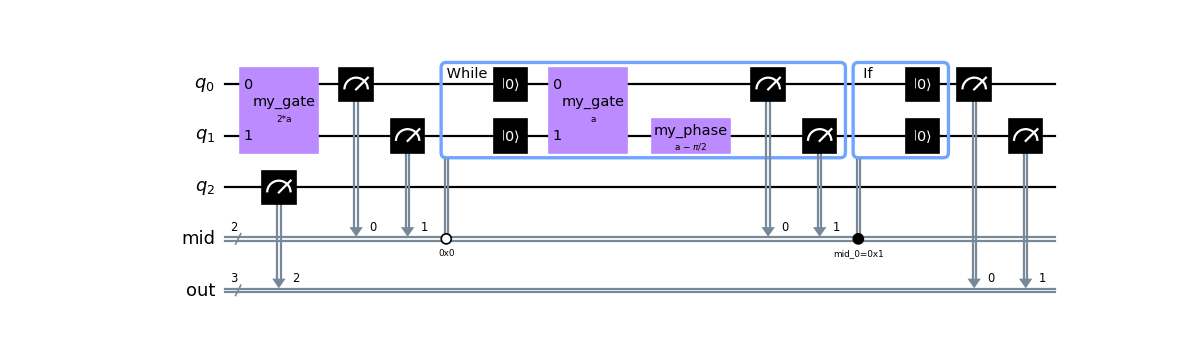 While
If
q0
0
|0⟩
0
|0⟩
my_gate
2*a
my_gate
a
q1
1
|0⟩
1
my_phase
a − π/2
|0⟩
q2
mid
2
0
1
0
1
0x0
mid_0=0x1
out
3
2
0
1